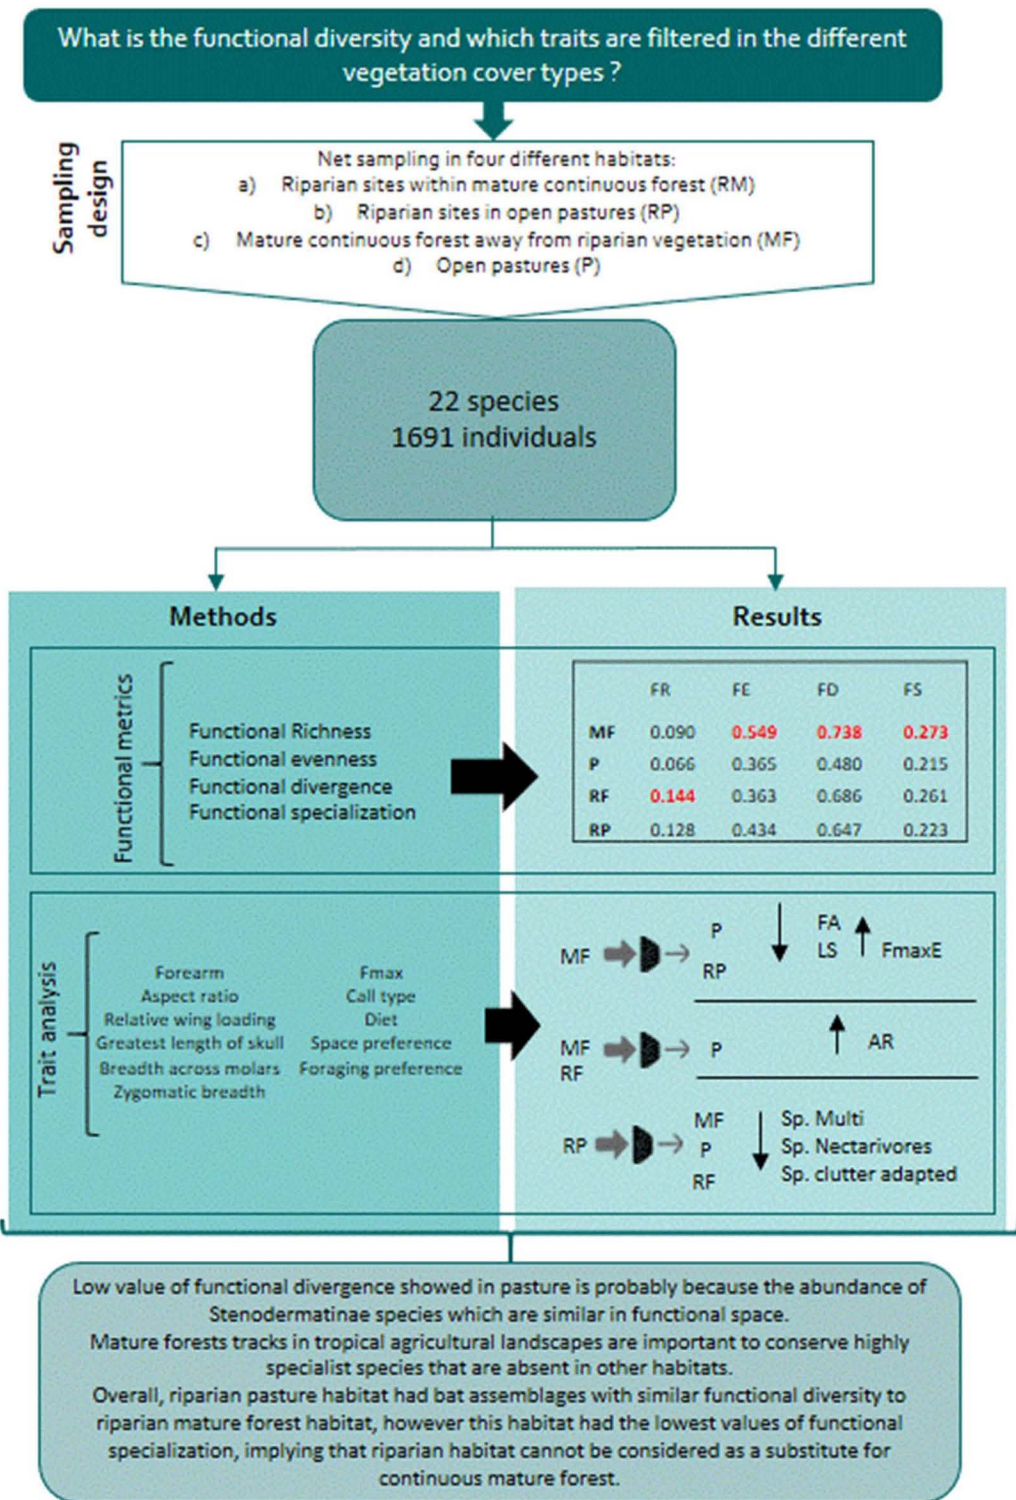 What is the functional diversity and which traits are filtered in the different
vegetation cover types ?
Sampling
design
Net sampling in four different habitats:
a) Riparian sites within mature continuous forest (RM)
b) Riparian sites in open pastures (RP)
c) Mature continuous forest away from riparian vegetation (MF)
d) Open pastures (P)
22 species
1691 individuals
Methods
Functional metrics
Functional Richness
Functional evenness
Functional divergence
Functional specialization
Results
FR FE FD FS
MF 0.090 0.549 0.738 0.273
P 0.066 0.365 0.480 0.215
RF 0.144 0.363 0.686 0.261
RP 0.128 0.434 0.647 0.223
Trait analysis
Forearm
Aspect ratio
Relative wing loading
Greatest length of skull
Breadth across molars
Zygomatic breadth
Fmax
Call type
Diet
Space preference
Foraging preference
MF
P
RP
FA
LS
FmaxE
MF
RF
P
AR
RP
MF
P
RF
Sp. Multi
Sp. Nectarivores
Sp. clutter adapted
Low value of functional divergence showed in pasture is probably because the abundance of
Stenodermatinae species which are similar in functional space.
Mature forests tracks in tropical agricultural landscapes are important to conserve highly
specialist species that are absent in other habitats.
Overall, riparian pasture habitat had bat assemblages with similar functional diversity to
riparian mature forest habitat, however this habitat had the lowest values of functional
specialization, implying that riparian habitat cannot be considered as a substitute for
continuous mature forest.